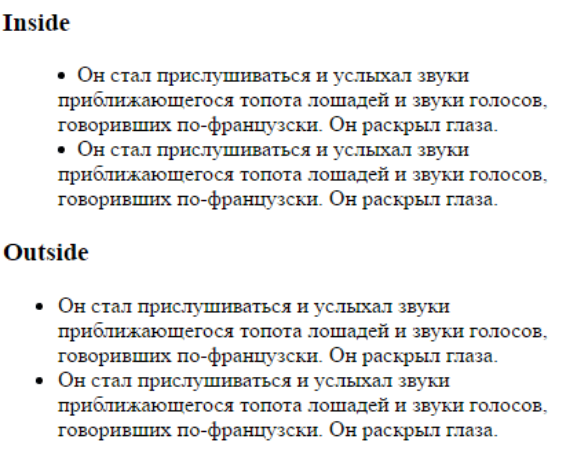 Inside
• Он стал прислушиваться и услыхал звуки
приближающегося топота лошадей и звуки голосов,
говоривших по-французски. Он раскрыл глаза.
• Он стал прислушиваться и услыхал звуки
приближающегося топота лошадей и звуки голосов,
говоривших по-французски. Он раскрыл глаза.
Outside
• Он стал прислушиваться и услыхал звуки
приближающегося топота лошадей и звуки голосов,
говоривших по-французски. Он раскрыл глаза.
• Он стал прислушиваться и услыхал звуки
приближающегося топота лошадей и звуки голосов,
говоривших по-французски. Он раскрыл глаза.